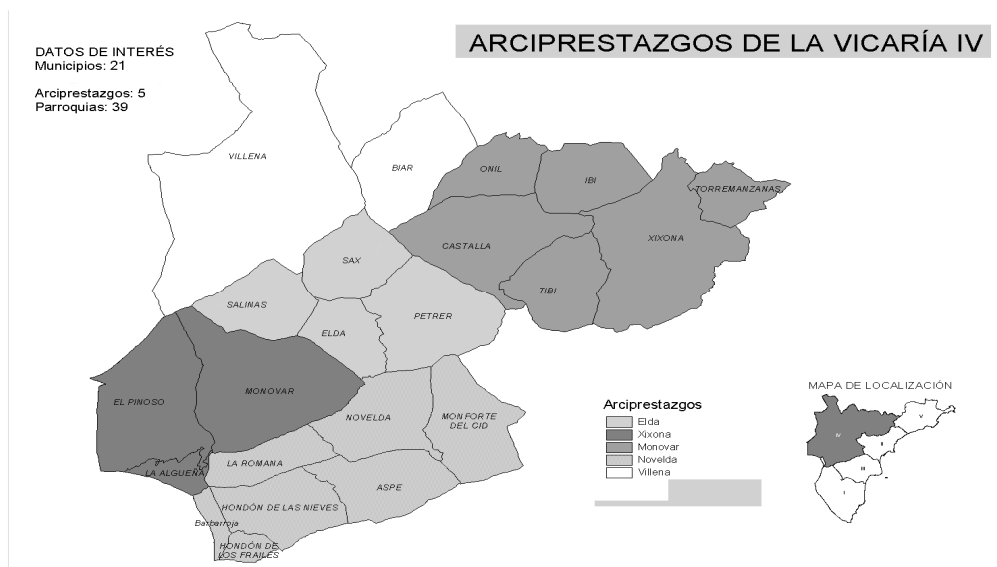 ARCIPRESTAZGOS DE LA VICARÍA IV
DATOS DE INTERÉS
Municipios: 21
Arciprestazgos: 5
Parroquias: 39
VILLENA
BIAR
ONIL
IBI
TORREMANZANAS
CASTALLA
XIXONA
SAX
TIBI
SALINAS
PETRER
ELDA
EL PINOSO
MONOVAR
NOVELDA
MONFORTE
DEL CID
LA ROMANA
LA ALGUEÑA
ASPE
HONDÓN DE LAS NIEVES
Barbarroja
HONDÓN DE
LOS FRAILES
Arciprestazgos
Elda
Xixona
Monovar
Novelda
Villena
MAPA DE LOCALIZACIÓN
V
IV
II
III
I